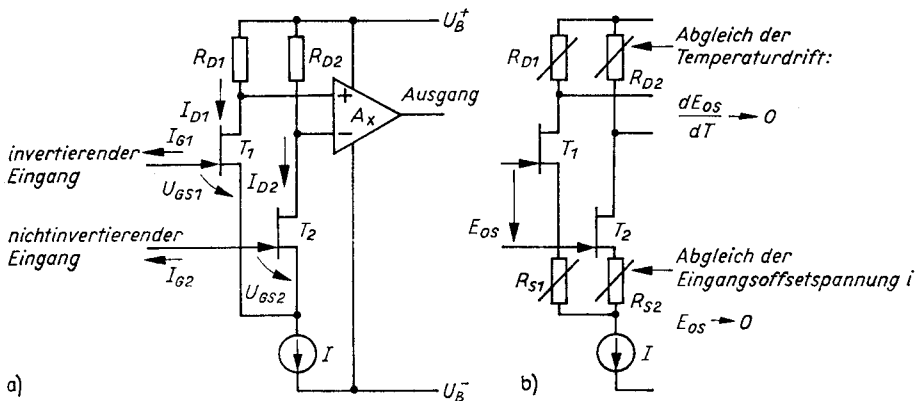 U_B^+
R_D1
R_D2
+
A_x
−
Ausgang
I_D1
I_G1
T_1
invertierender
Eingang
U_GS1
I_D2
T_2
nichtinvertierender
Eingang
I_G2
U_GS2
I
a)
U_B^-
R_D1
R_D2
Abgleich der
Temperaturdrift:
dE_os
dT
→ 0
T_1
E_os
T_2
R_S1
R_S2
Abgleich der
Eingangsoffsetspannung i
E_os → 0
I
b)